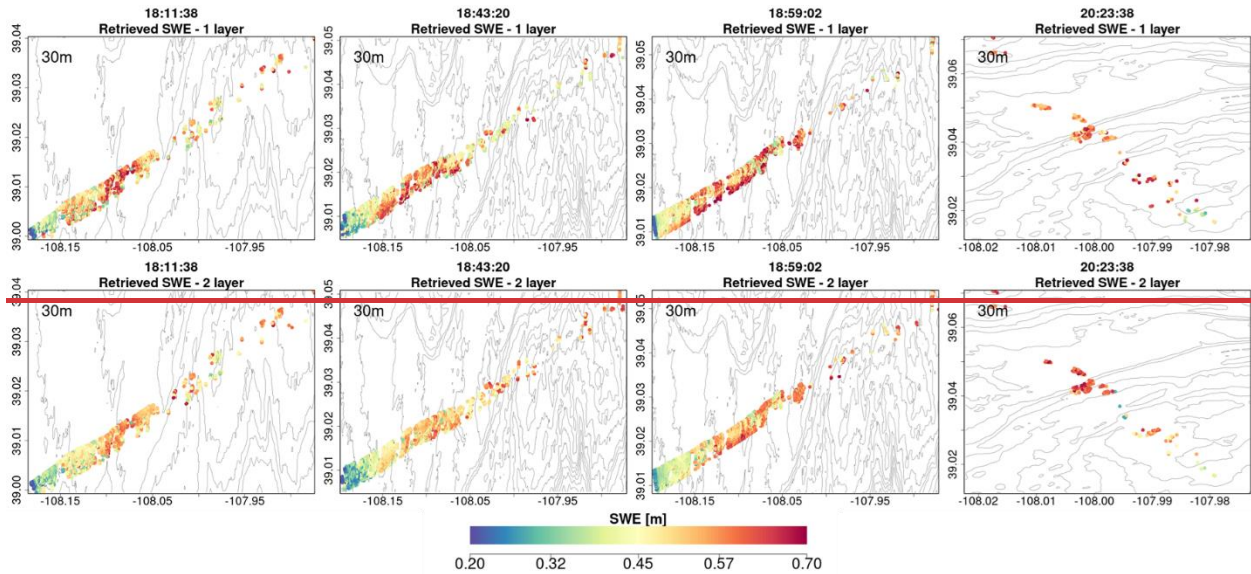 18:11:38 18:43:20 18:59:02 20:23:38
Retrieved SWE - 1 layer Retrieved SWE - 1 layer Retrieved SWE - 1 layer Retrieved SWE - 1 layer
30m 30m 30m 30m
39.04 39.03 39.02 39.01 39.00
39.05 39.04 39.03 39.02 39.01
39.05 39.04 39.03 39.02 39.01
39.06 39.04 39.02
-108.15 -108.05 -107.95 -108.15 -108.05 -107.95 -108.15 -108.05 -107.95 -108.02 -108.01 -108.00 -107.99 -107.98
18:11:38 18:43:20 18:59:02 20:23:38
Retrieved SWE - 2 layer Retrieved SWE - 2 layer Retrieved SWE - 2 layer Retrieved SWE - 2 layer
30m 30m 30m 30m
39.04 39.03 39.02 39.01 39.00
39.05 39.04 39.03 39.02 39.01
39.05 39.04 39.03 39.02 39.01
39.06 39.04 39.02
-108.15 -108.05 -107.95 -108.15 -108.05 -107.95 -108.15 -108.05 -107.95 -108.02 -108.01 -108.00 -107.99 -107.98
SWE [m]
0.20 0.32 0.45 0.57 0.70